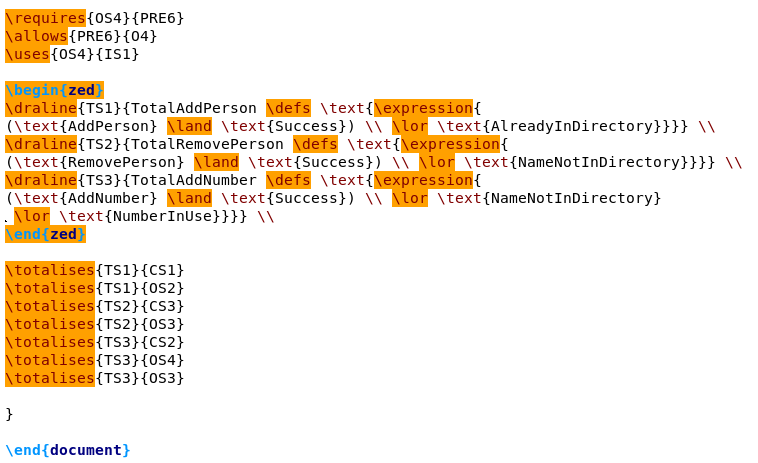 \requires{OS4}{PRE6}
\allows{PRE6}{O4}
\uses{OS4}{IS1}
\begin{zed}
\draline{TS1}{TotalAddPerson \defs \text{\expression{
(\text{AddPerson} \land \text{Success}) \\ \lor \text{AlreadyInDirectory}}}} \\
\draline{TS2}{TotalRemovePerson \defs \text{\expression{
(\text{RemovePerson} \land \text{Success}) \\ \lor \text{NameNotInDirectory}}}} \\
\draline{TS3}{TotalAddNumber \defs \text{\expression{
(\text{AddNumber} \land \text{Success}) \\ \lor \text{NameNotInDirectory}
\lor \text{NumberInUse}}}} \\
\end{zed}
\totalises{TS1}{CS1}
\totalises{TS1}{OS2}
\totalises{TS2}{CS3}
\totalises{TS2}{OS3}
\totalises{TS3}{CS2}
\totalises{TS3}{OS4}
\totalises{TS3}{OS3}
}
\end{document}